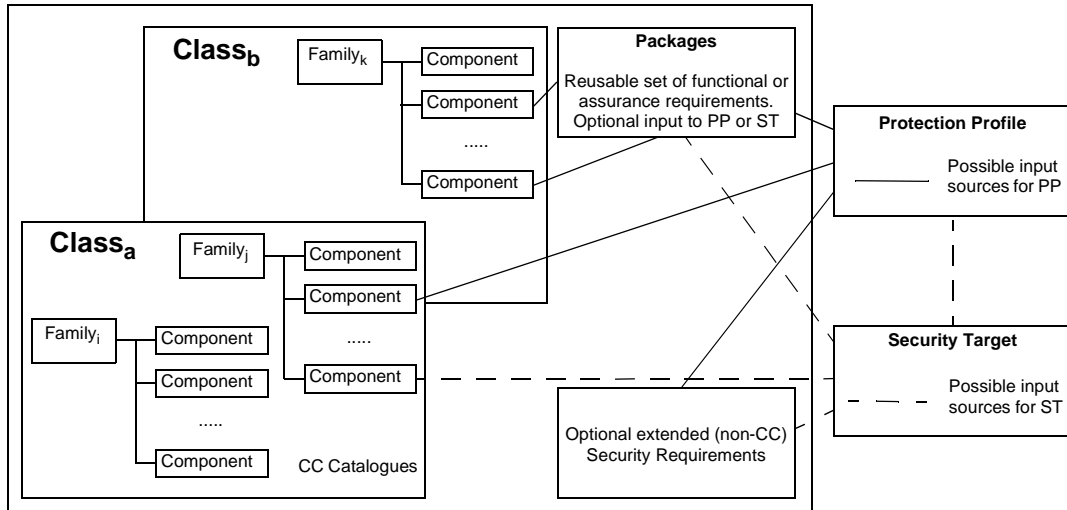 Class_b
Family_k
Component
Component
.....
Component
Packages
Reusable set of functional or
assurance requirements.
Optional input to PP or ST
Protection Profile
Possible input
sources for PP
Class_a
Family_j
Component
Component
.....
Component
Family_i
Component
Component
.....
Component
CC Catalogues
Optional extended (non-CC)
Security Requirements
Security Target
Possible input
sources for ST